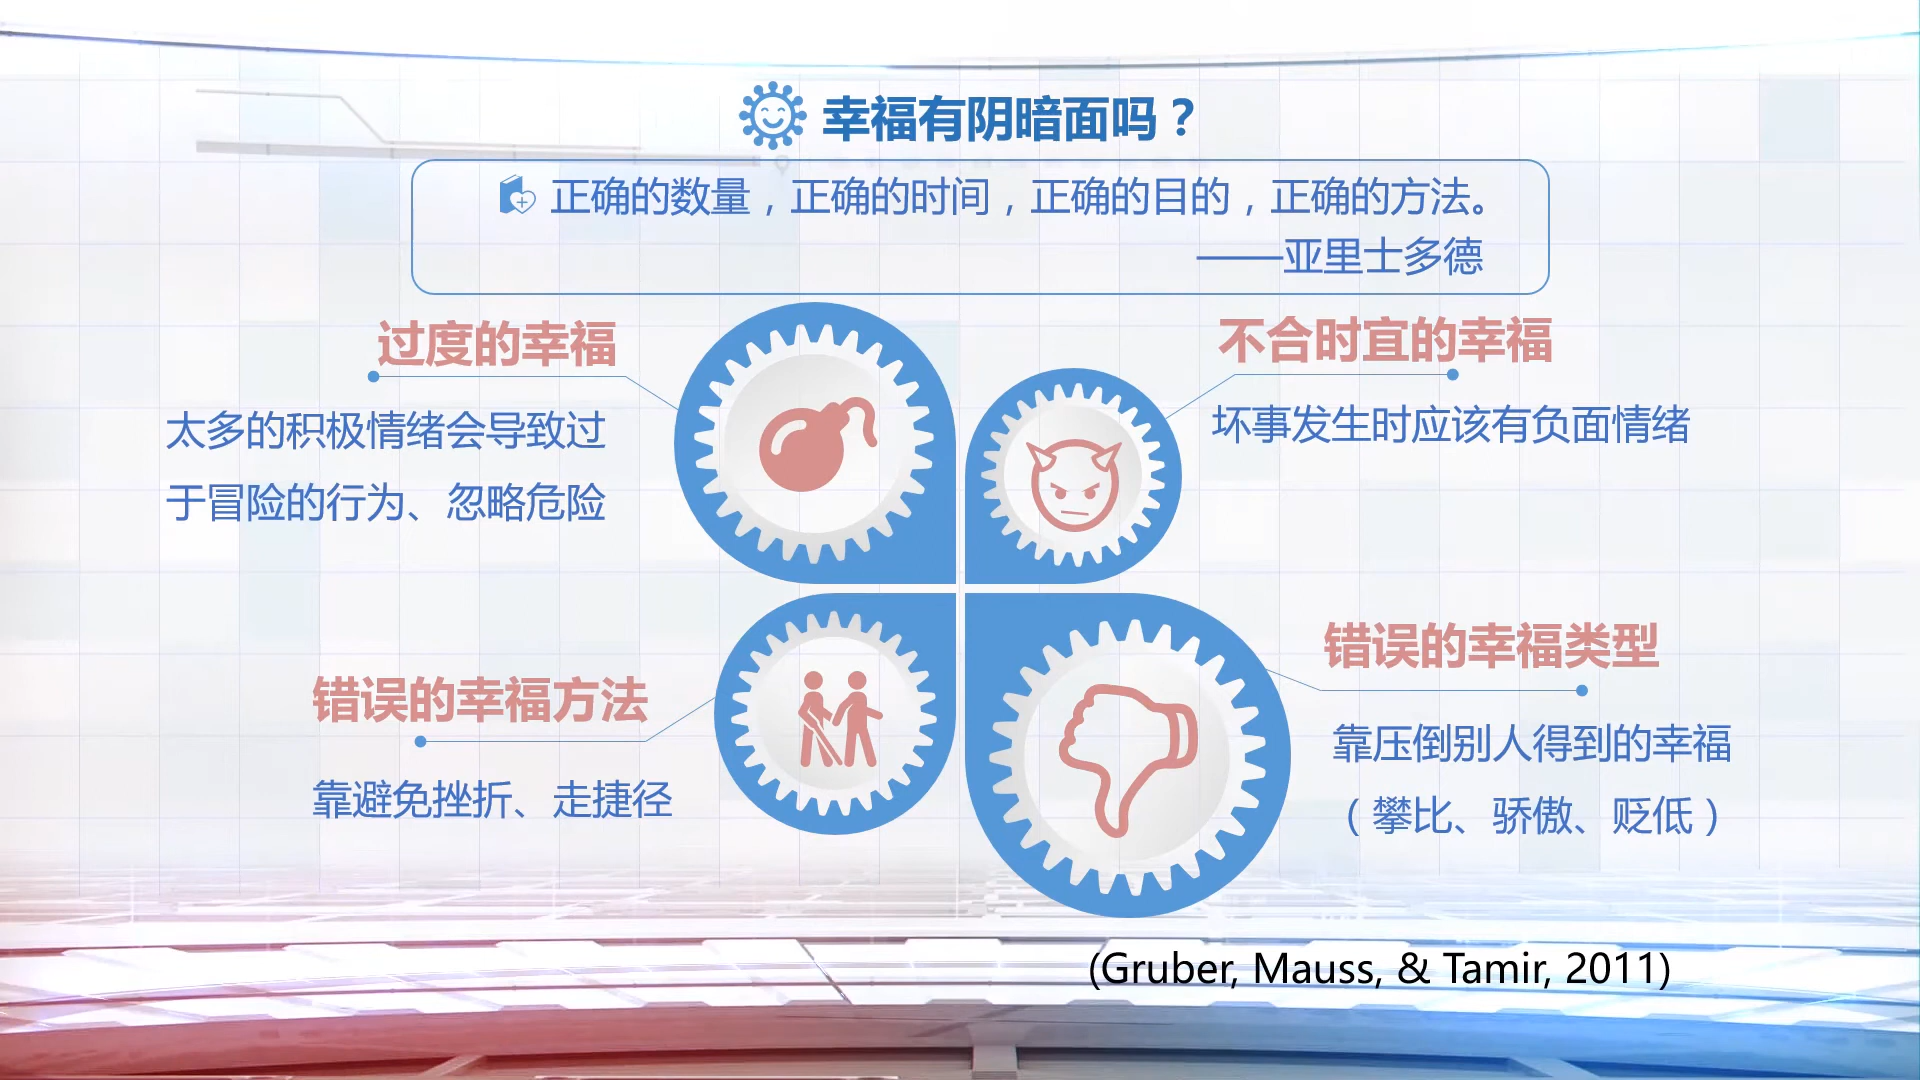 幸福有阴暗面吗？
正确的数量，正确的时间，正确的目的，正确的方法。
——亚里士多德
过度的幸福
太多的积极情绪会导致过
于冒险的行为、忽略危险
不合时宜的幸福
坏事发生时应该有负面情绪
错误的幸福方法
靠避免挫折、走捷径
错误的幸福类型
靠压倒别人得到的幸福
（攀比、骄傲、贬低）
(Gruber, Mauss, & Tamir, 2011)